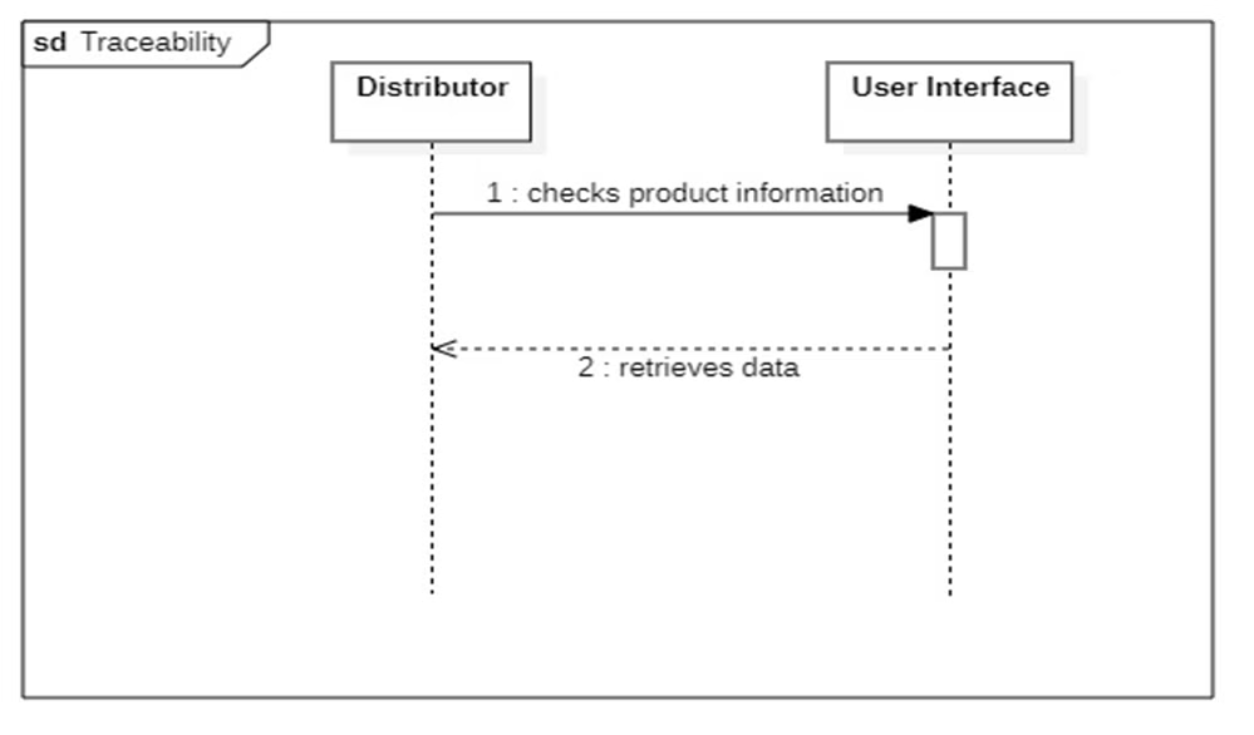 sd Traceability
Distributor
User Interface
1 : checks product information
2 : retrieves data